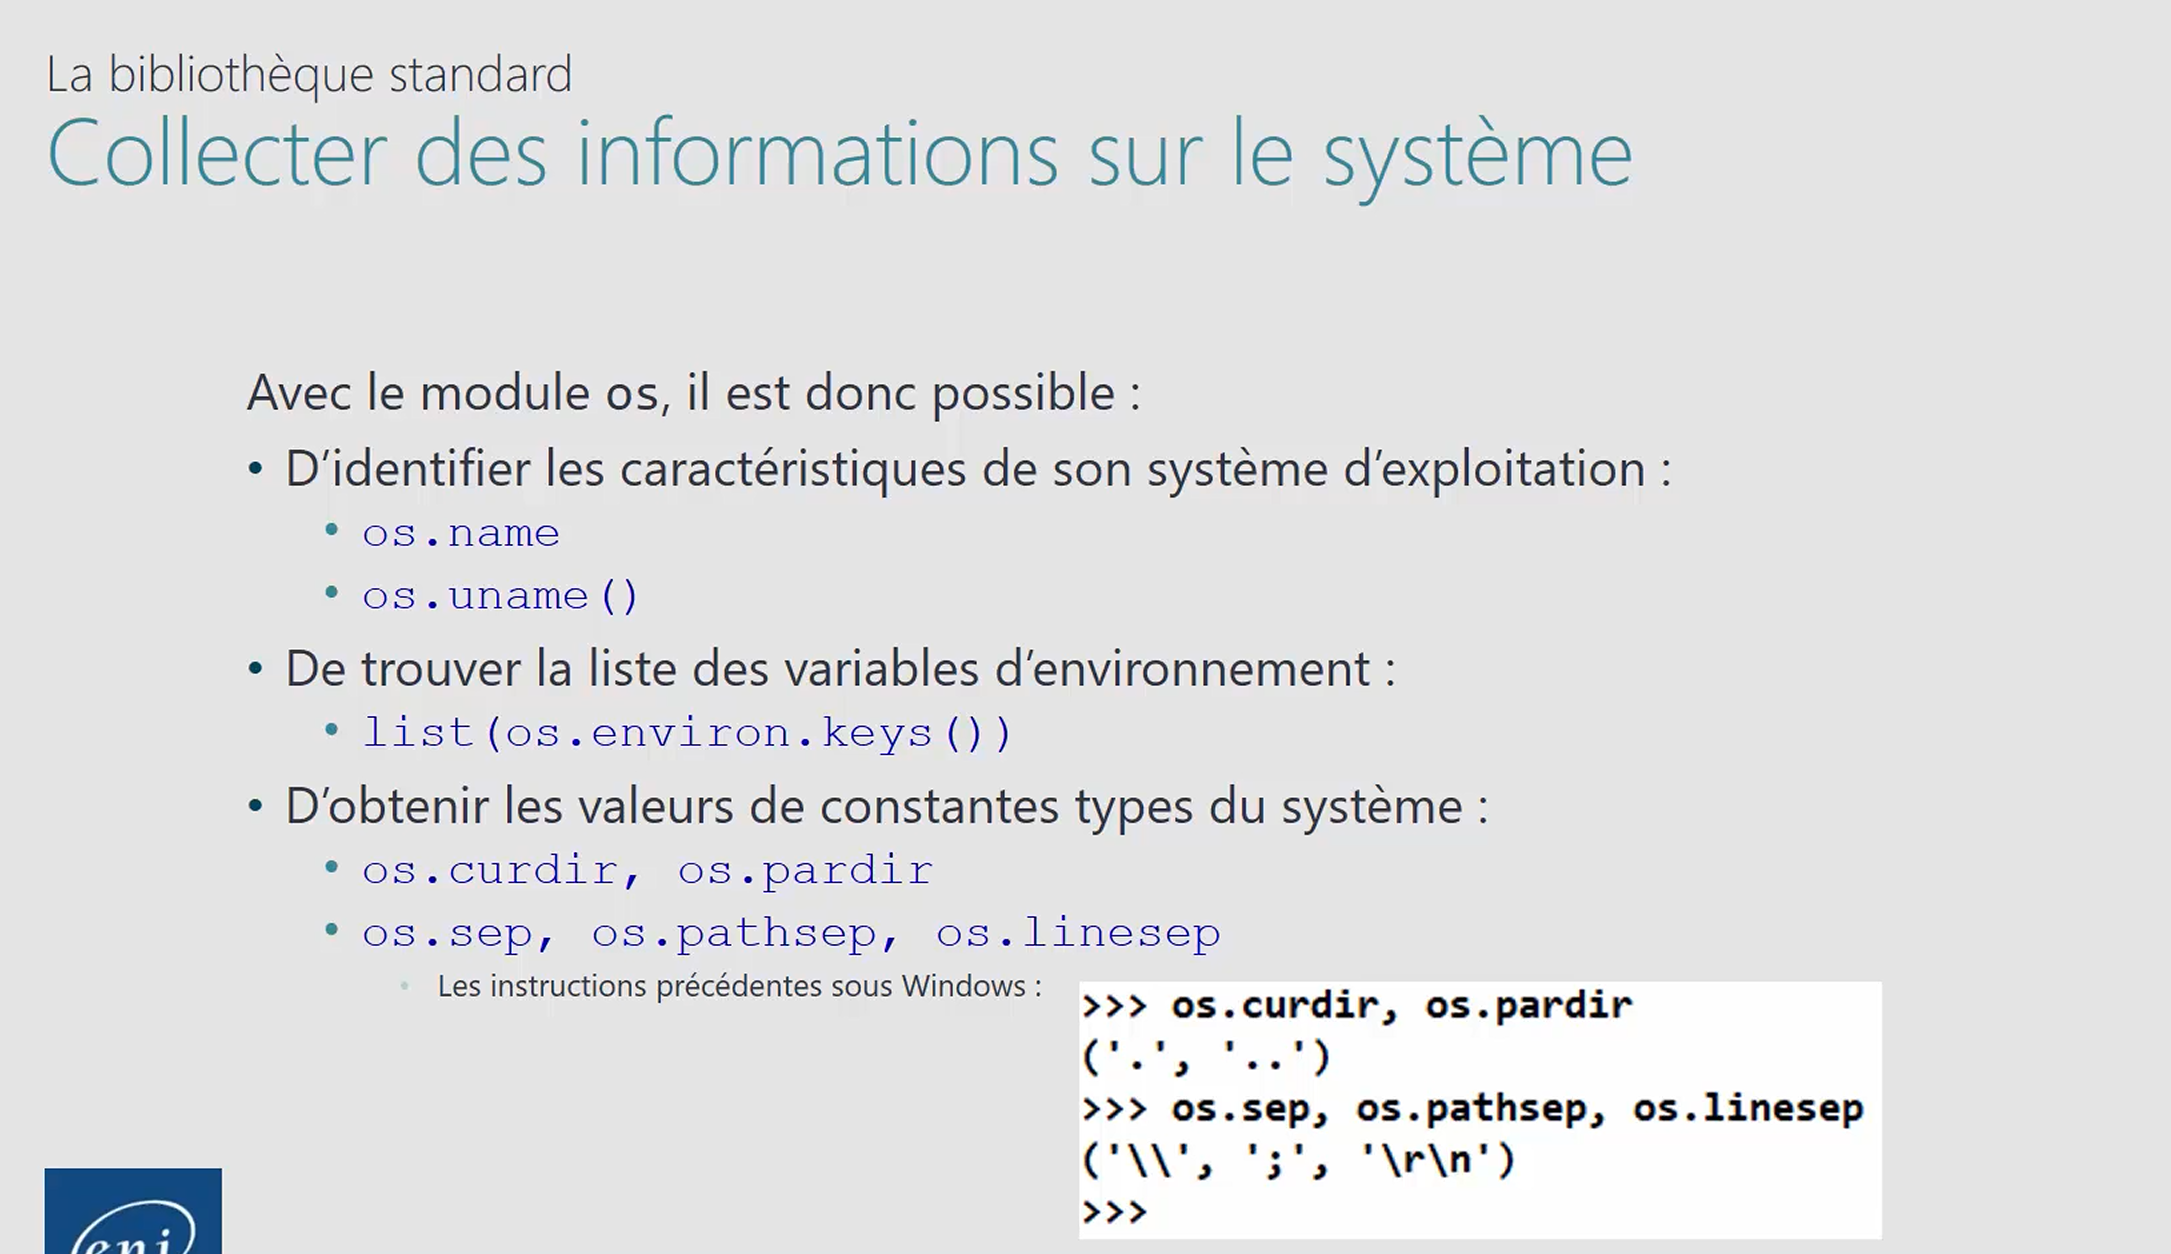 La bibliothèque standard
Collecter des informations sur le système
Avec le module os, il est donc possible :
• D’identifier les caractéristiques de son système d’exploitation :
• os.name
• os.uname()
• De trouver la liste des variables d’environnement :
• list(os.environ.keys())
• D’obtenir les valeurs de constantes types du système :
• os.curdir, os.pardir
• os.sep, os.pathsep, os.linesep
• Les instructions précédentes sous Windows :
>>> os.curdir, os.pardir
('.', '..')
>>> os.sep, os.pathsep, os.linesep
('\\', ';', '\r\n')
>>>
eni